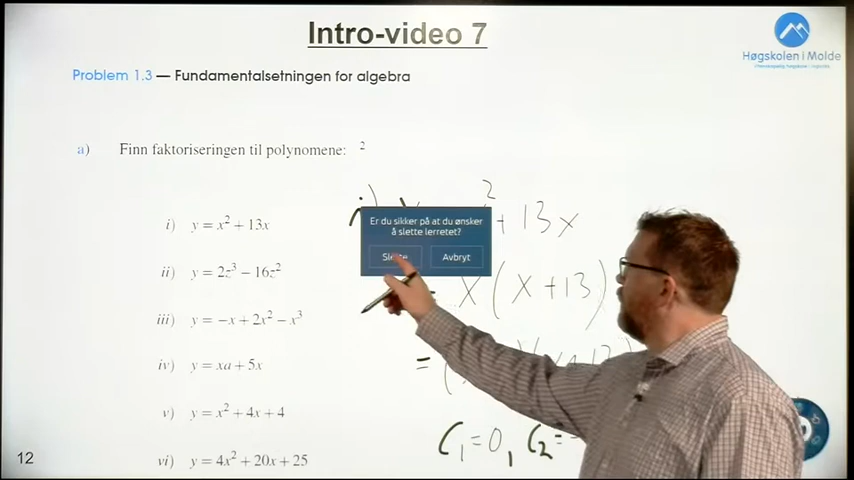 Intro-video 7
Høgskolen i Molde
Problem 1.3 — Fundamentalsetningen for algebra
a) Finn faktoriseringen til polynomene: 2
i) y = x² + 13x
ii) y = 2z³ − 16z²
iii) y = −x + 2x² − x³
iv) y = xa + 5x
v) y = x² + 4x + 4
vi) y = 4x² + 20x + 25
i) 2 + 13x
Er du sikker på at du ønsker
å slette lerretet?
Slette Avbryt
x(x+13)
= (
C₁=0, C₂=
12